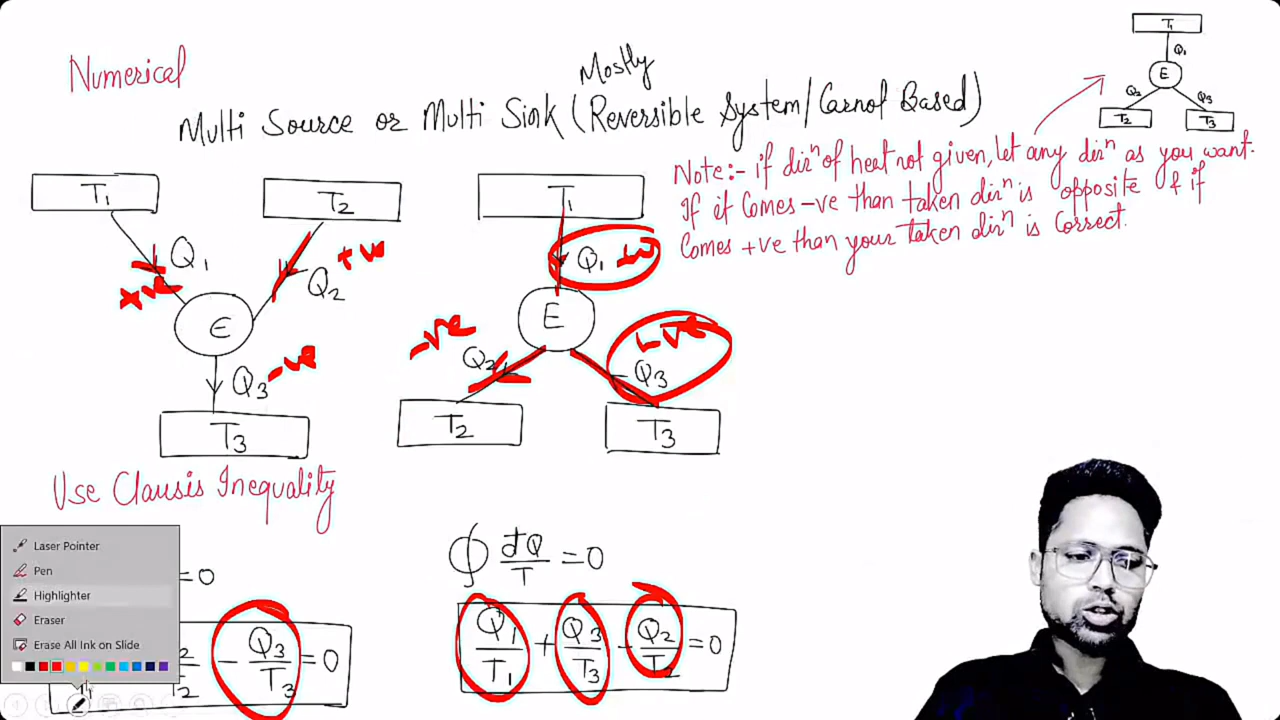 Numerical
Mostly
Multi Source or Multi Sink (Reversible System/Carnot Based)
T₁
Q₁
E
Q₂ Q₃
T₂ T₃
Note:- if dirⁿ of heat not given, let any dirⁿ as you want.
If it Comes -ve than taken dirⁿ is opposite & if
Comes +ve than your taken dirⁿ is correct.
T₁ T₂
Q₁ +ve
Q₂ +ve
E
Q₃ -ve
T₃
T₁
Q₁
E
-ve Q₂
-ve Q₃
T₂ T₃
Use Clausis Inequality
= 0
- Q₃/T₃ = 0
∮ đQ/T = 0
Q₁/T₁ + Q₃/T₃ - Q₂/T₂ = 0
Laser Pointer
Pen
Highlighter
Eraser
Erase All Ink on Slide